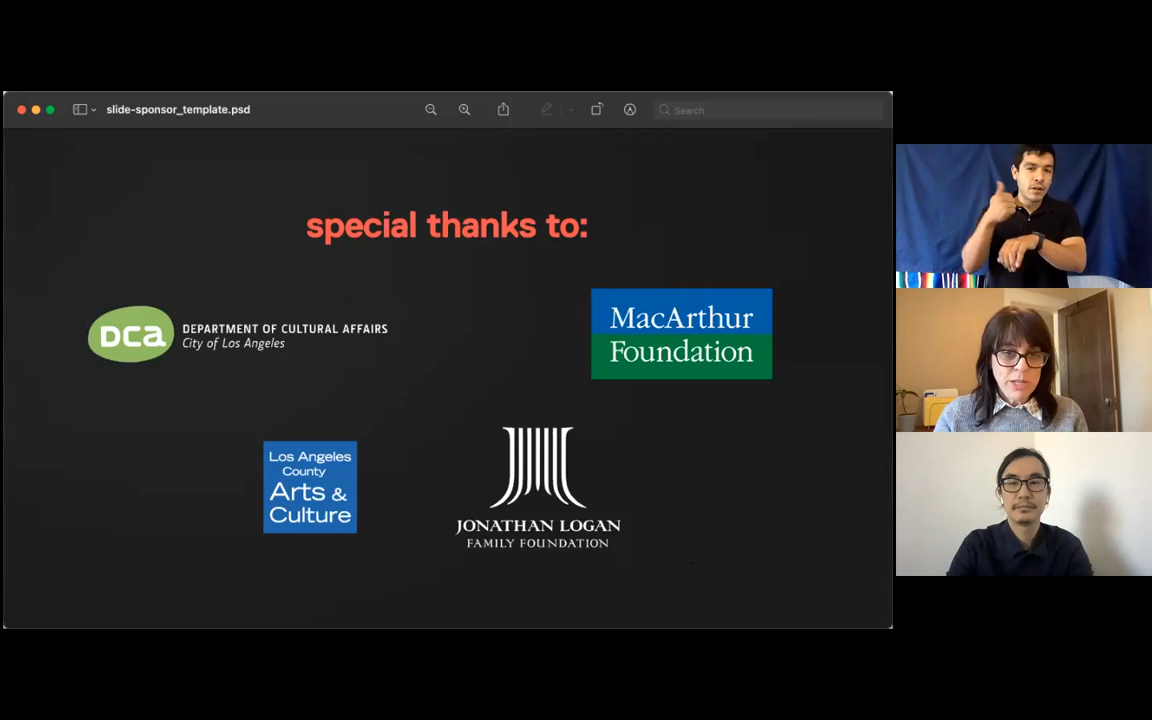 slide-sponsor_template.psd
Search
special thanks to:
DCa
DEPARTMENT OF CULTURAL AFFAIRS
City of Los Angeles
MacArthur
Foundation
Los Angeles
County
Arts &
Culture
JONATHAN LOGAN
FAMILY FOUNDATION